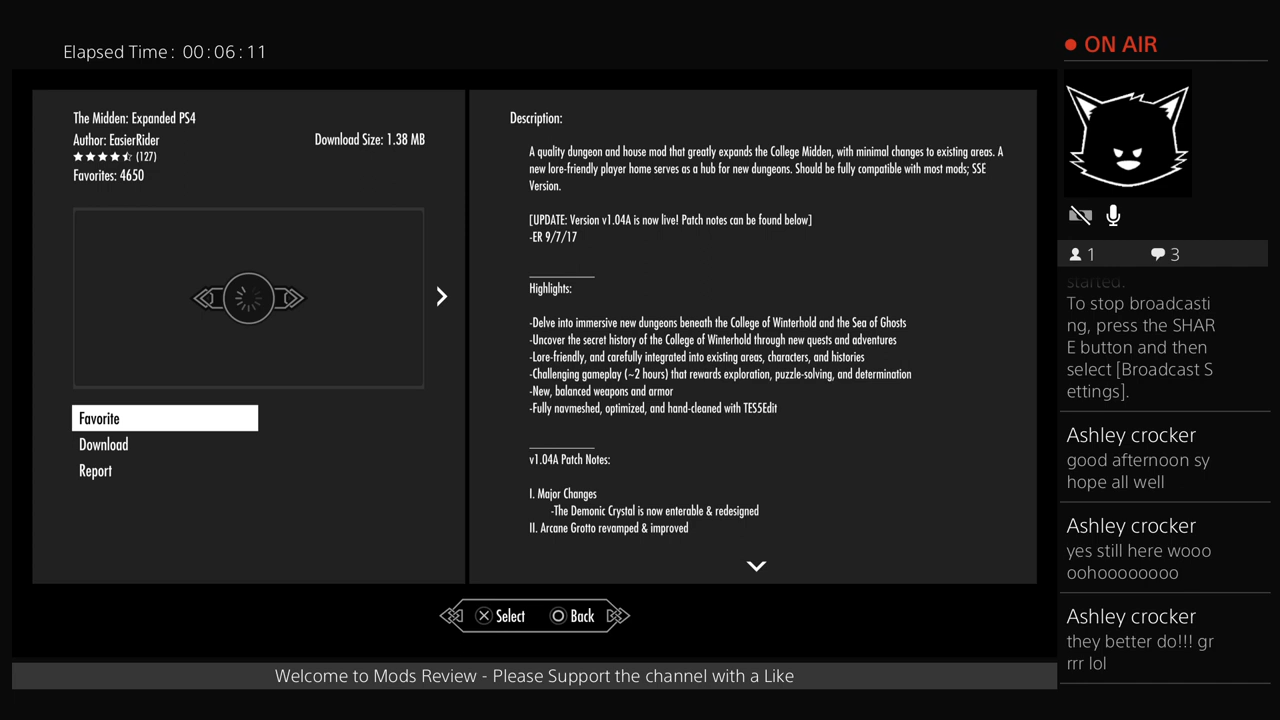 Elapsed Time: 00:06:11
The Midden: Expanded PS4
Author: EasierRider
Download Size: 1.38 MB
(127)
Favorites: 4650
Favorite
Download
Report
Description:
A quality dungeon and house mod that greatly expands the College Midden, with minimal changes to existing areas. A
new lore-friendly player home serves as a hub for new dungeons. Should be fully compatible with most mods; SSE
Version.
[UPDATE: Version v1.04A is now live! Patch notes can be found below]
-ER 9/7/17
Highlights:
-Delve into immersive new dungeons beneath the College of Winterhold and the Sea of Ghosts
-Uncover the secret history of the College of Winterhold through new quests and adventures
-Lore-friendly, and carefully integrated into existing areas, characters, and histories
-Challenging gameplay (~2 hours) that rewards exploration, puzzle-solving, and determination
-New, balanced weapons and armor
-Fully navmeshed, optimized, and hand-cleaned with TES5Edit
v1.04A Patch Notes:
I. Major Changes
-The Demonic Crystal is now enterable & redesigned
II. Arcane Grotto revamped & improved
Select
Back
Welcome to Mods Review - Please Support the channel with a Like
ON AIR
1
3
started.
To stop broadcasti
ng, press the SHAR
E button and then
select [Broadcast S
ettings].
Ashley crocker
good afternoon sy
hope all well
Ashley crocker
yes still here wooo
oohoooooooo
Ashley crocker
they better do!!! gr
rrr lol